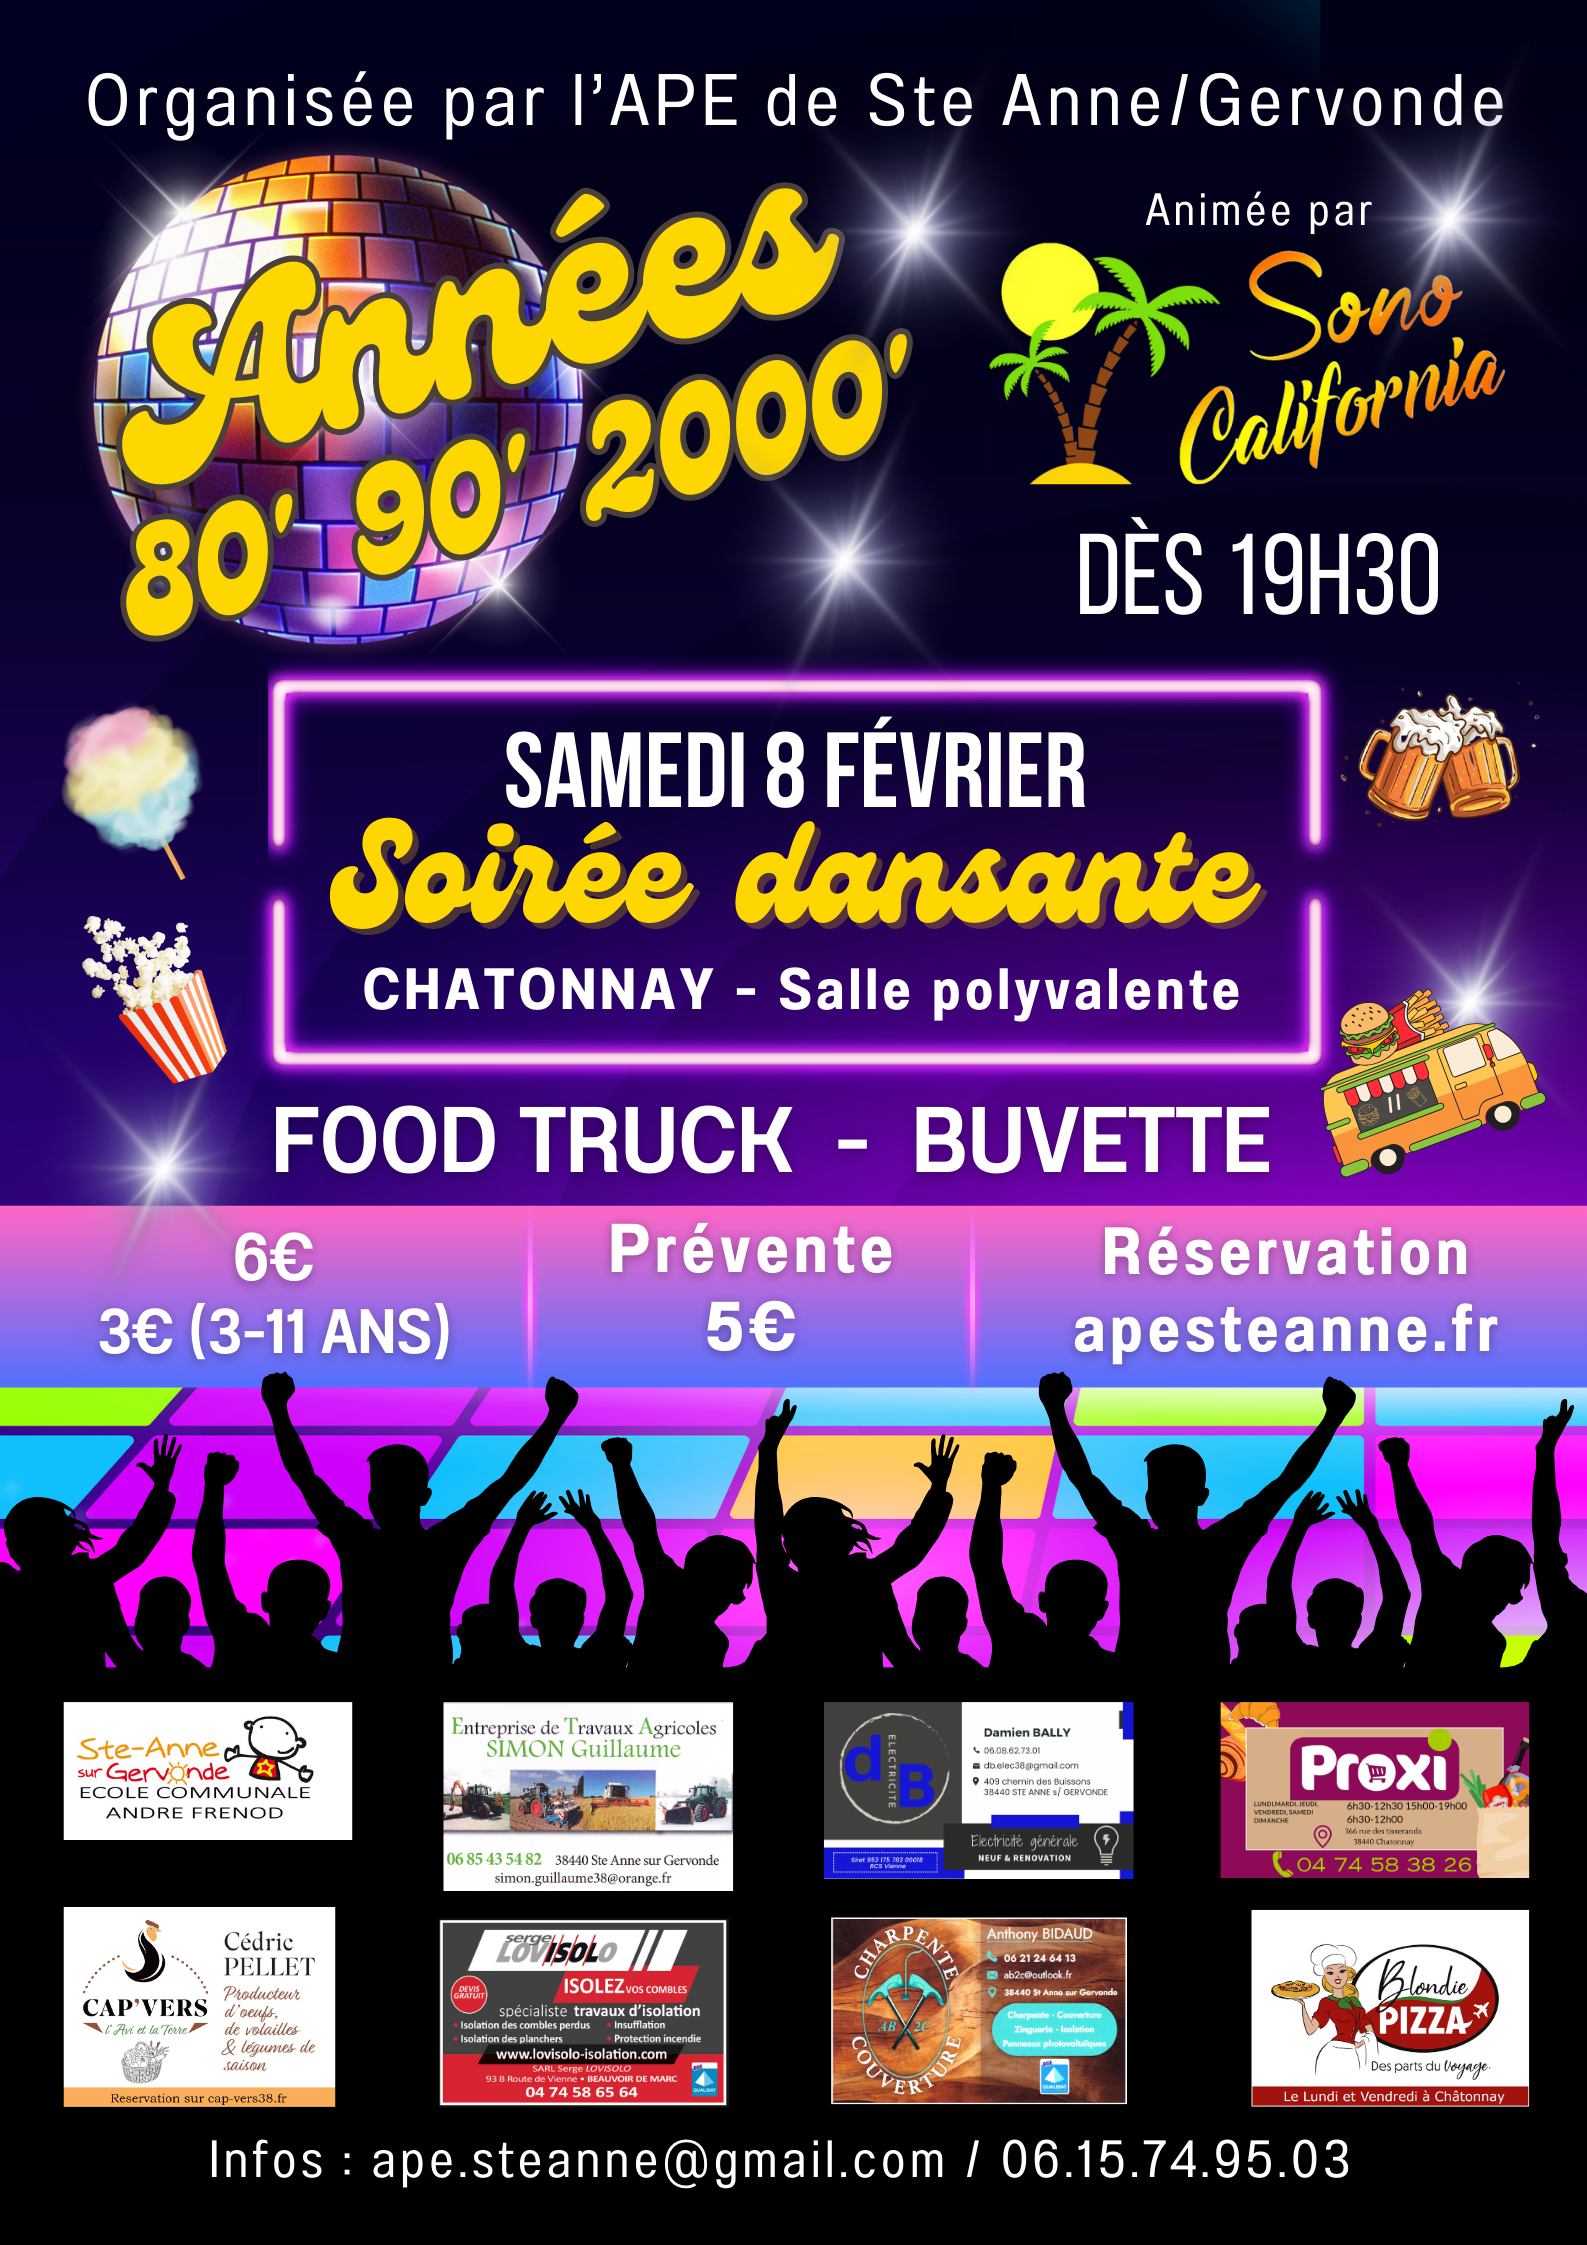 Organisée par l'APE de Ste Anne/Gervonde
Années
80' 90' 2000'
Animée par
Sono
California
DÈS 19H30
SAMEDI 8 FÉVRIER
Soirée dansante
CHATONNAY - Salle polyvalente
FOOD TRUCK - BUVETTE
6€
3€ (3-11 ANS)
Prévente
5€
Réservation
apesteanne.fr
Ste-Anne
sur Gervonde
ECOLE COMMUNALE
ANDRE FRENOD
Entreprise de Travaux Agricoles
SIMON Guillaume
06 85 43 54 82 38440 Ste Anne sur Gervonde
simon.guillaume38@orange.fr
dB
ELECTRICITE
Damien BALLY
06.08.62.73.01
db.elec38@gmail.com
409 chemin des Buissons
38440 STE ANNE s/ GERVONDE
Electricité générale
NEUF & RENOVATION
Siret 953 175 783 00018
RCS Vienne
Proxi
LUNDI,MARDI,JEUDI,
VENDREDI,SAMEDI
DIMANCHE
6h30-12h30 15h00-19h00
6h30-12h00
366 rue des tisserands
38440 Chatonnay
04 74 58 38 26
CAP'VERS
l'Avi et la Terre
Cédric
PELLET
Producteur
d'oeufs,
de volailles
& légumes de
saison
Reservation sur cap-vers38.fr
serge
LOVISOLO
DEVIS
GRATUIT
ISOLEZ VOS COMBLES
spécialiste travaux d'isolation
• Isolation des combles perdus
• Insufflation
• Isolation des planchers
• Protection incendie
www.lovisolo-isolation.com
SARL Serge LOVISOLO
93 B Route de Vienne • BEAUVOIR DE MARC
04 74 58 65 64
QUALIBAT
CHARPENTE
AB 2C
COUVERTURE
Anthony BIDAUD
06 21 24 64 13
ab2c@outlook.fr
38440 St Anne sur Gervonde
Charpente - Couverture
Zinguerie - Isolation
Panneaux photovoltaïques
RGE
QUALIBAT
Blondie
PIZZA
Des parts du Voyage.
Le Lundi et Vendredi à Châtonnay
Infos : ape.steanne@gmail.com / 06.15.74.95.03